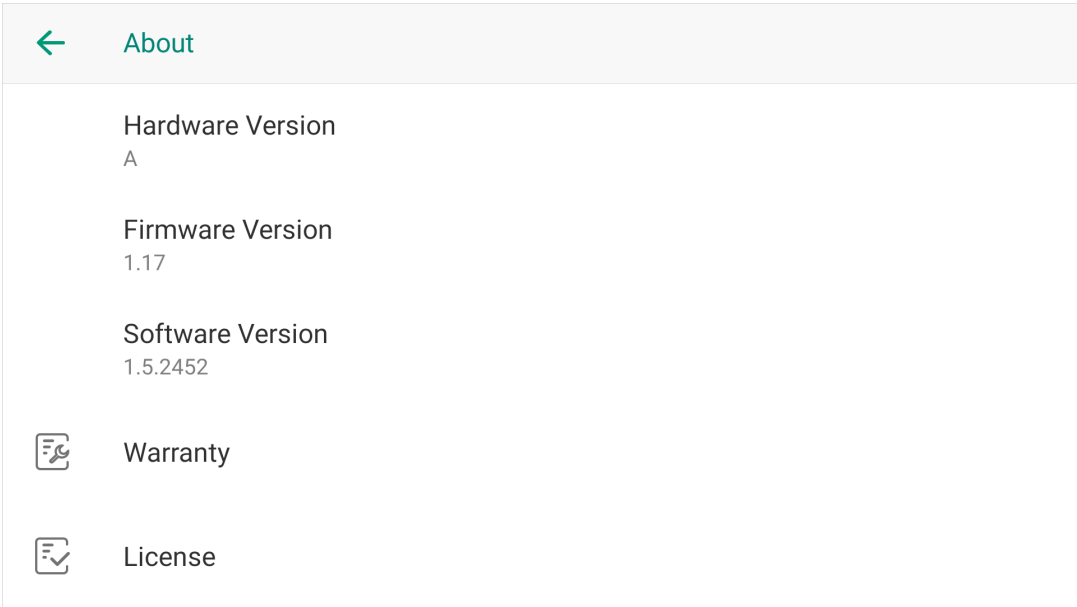 About
Hardware Version
A
Firmware Version
1.17
Software Version
1.5.2452
Warranty
License